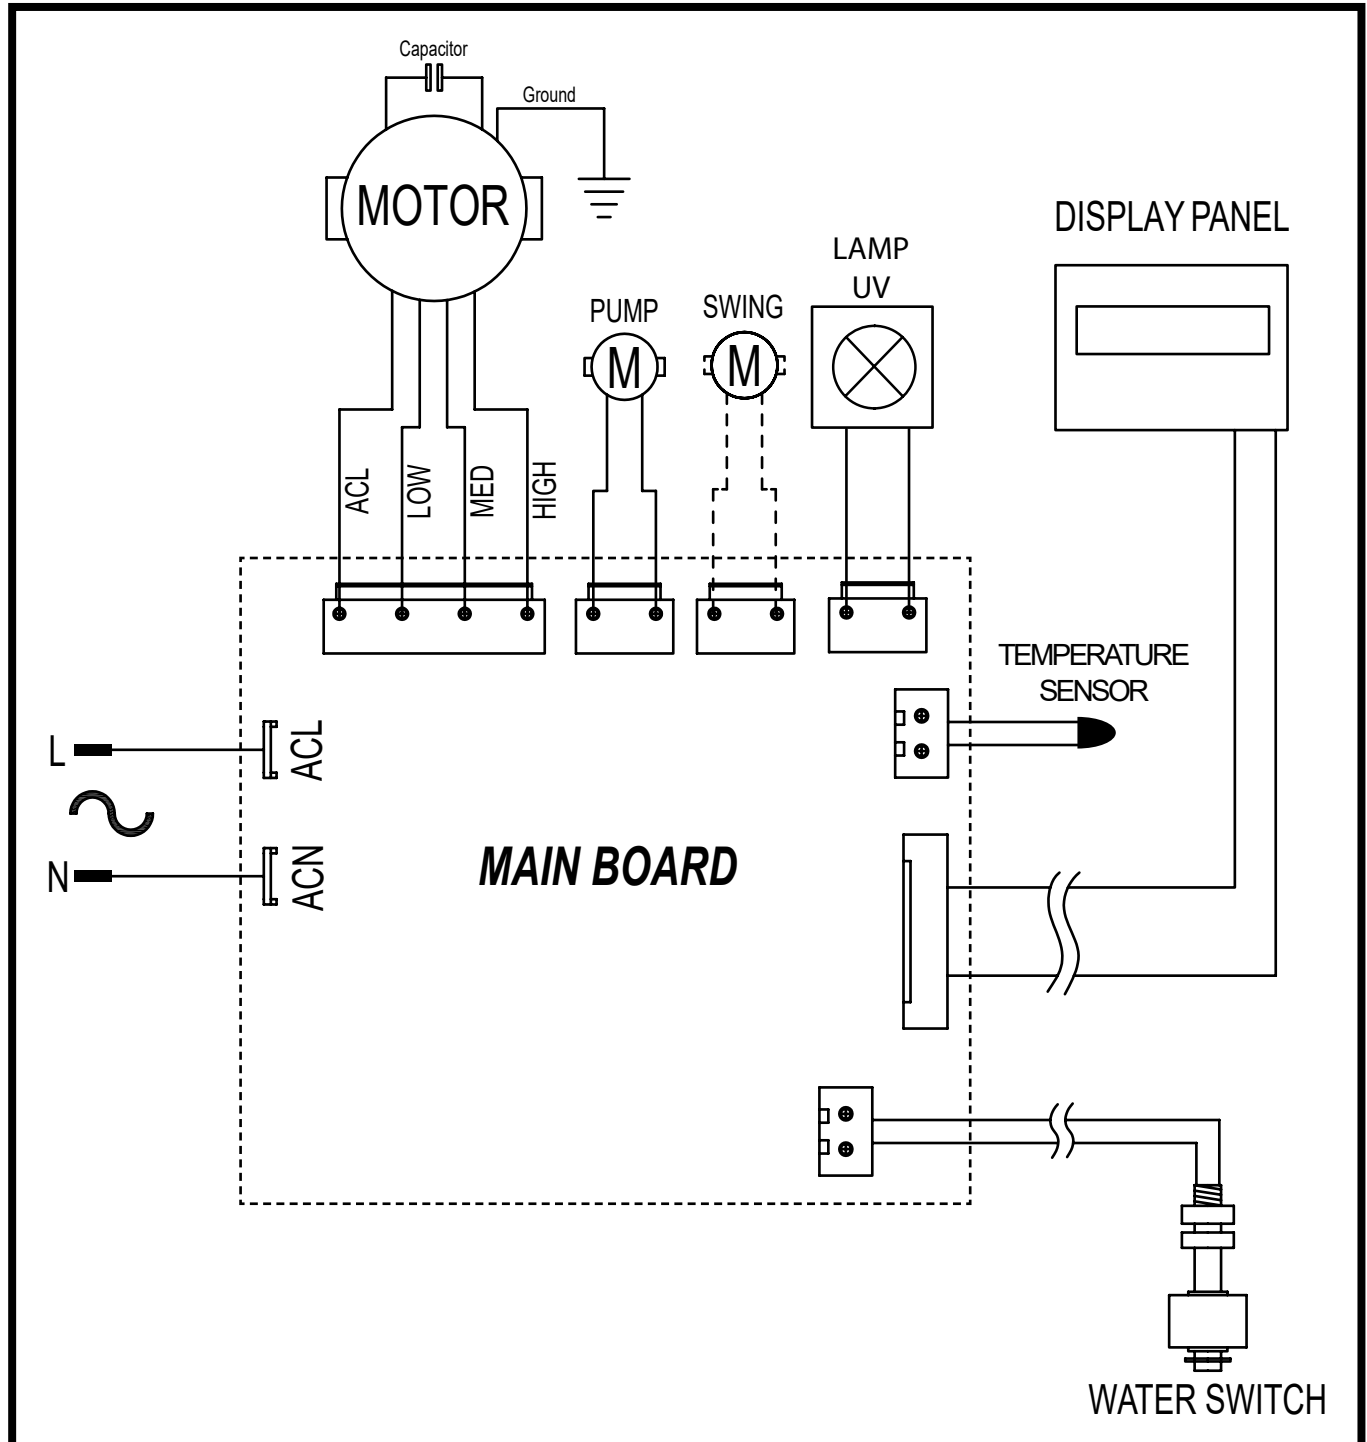 Capacitor
Ground
MOTOR
DISPLAY PANEL
LAMP
UV
PUMP
SWING
M
M
ACL
LOW
MED
HIGH
TEMPERATURE
SENSOR
L
ACL
N
ACN
MAIN BOARD
WATER SWITCH